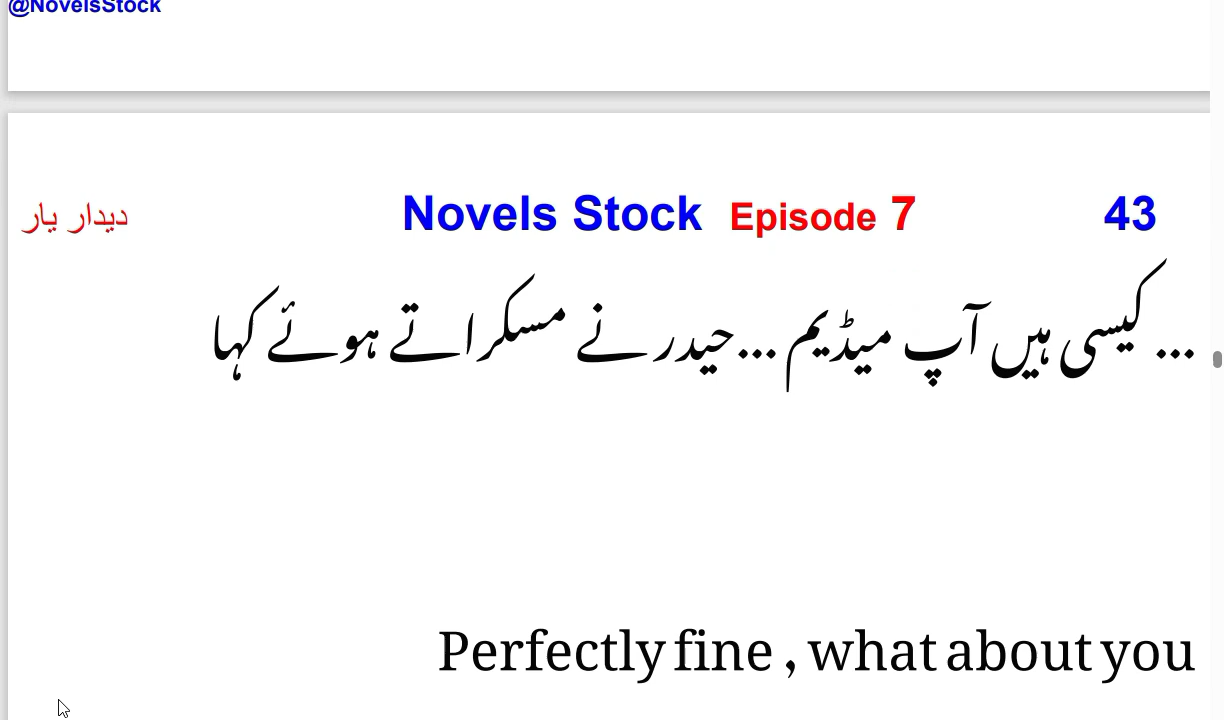 @NovelsStock
دیدار یار Novels Stock Episode 7 43
...کیسی ہیں آپ میڈیم...حیدر نے مسکراتے ہوئے کہا
Perfectly fine , what about you